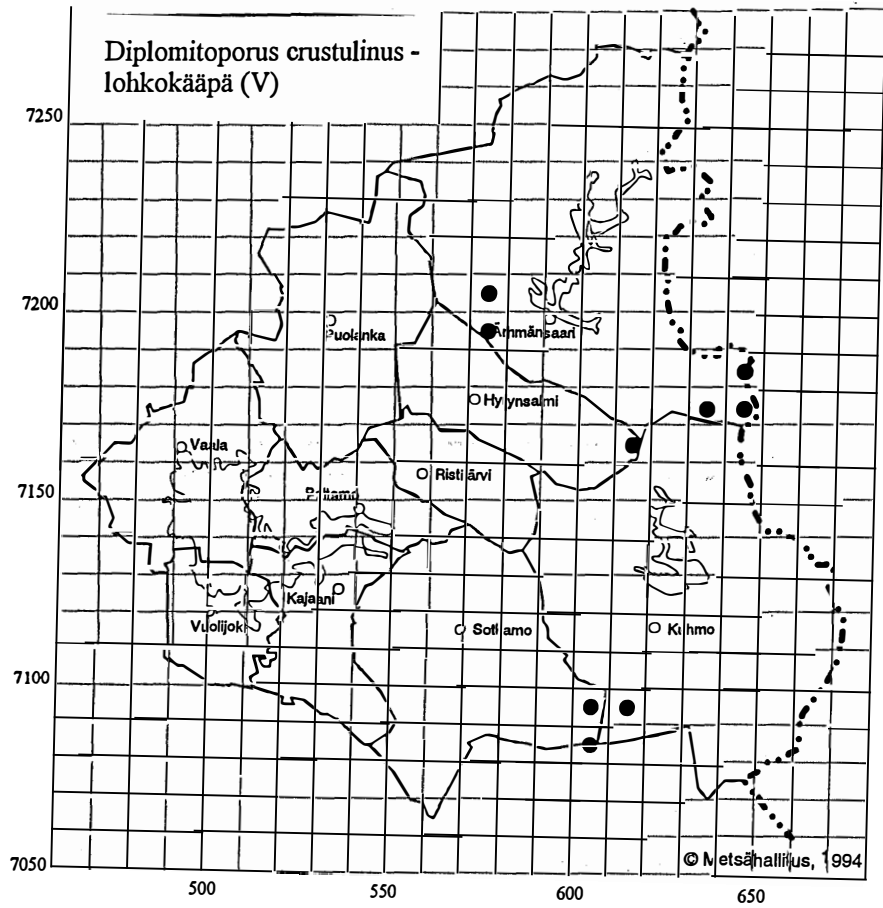 Diplomitoporus crustulinus -
lohkokääpä (V)
7250
7200
Puolanka
Ämmänsaari
Hyrynsalmi
Vaala
Ristijärvi
7150
Paltamo
Kajaani
Vuolijoki
Sotkamo
Kuhmo
7100
© Metsähallitus, 1994
7050
500
550
600
650